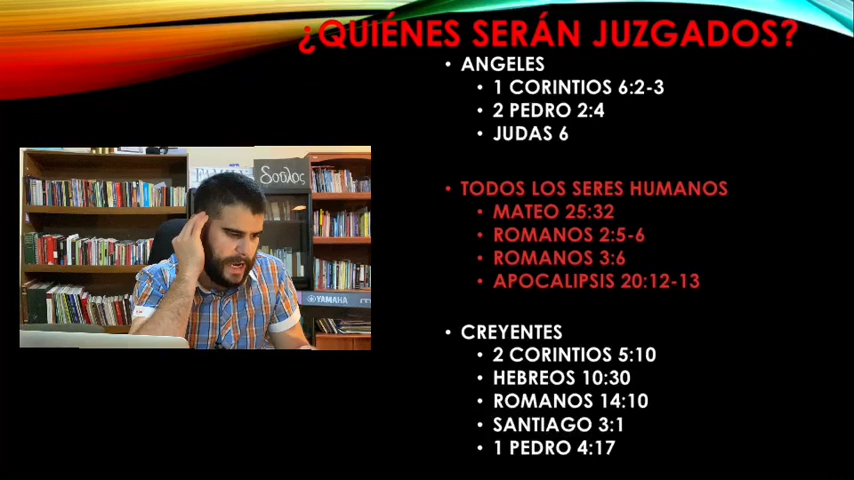 ¿QUIÉNES SERÁN JUZGADOS?
• ANGELES
• 1 CORINTIOS 6:2-3
• 2 PEDRO 2:4
• JUDAS 6
• TODOS LOS SERES HUMANOS
• MATEO 25:32
• ROMANOS 2:5-6
• ROMANOS 3:6
• APOCALIPSIS 20:12-13
• CREYENTES
• 2 CORINTIOS 5:10
• HEBREOS 10:30
• ROMANOS 14:10
• SANTIAGO 3:1
• 1 PEDRO 4:17
FAMILY
δοῦλος
YAMAHA